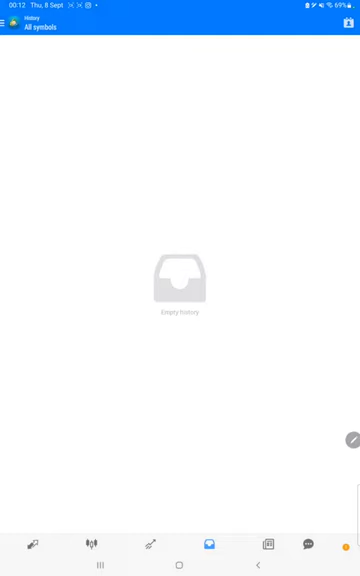 00:12 Thu, 8 Sept
69%
History
All symbols
Empty history